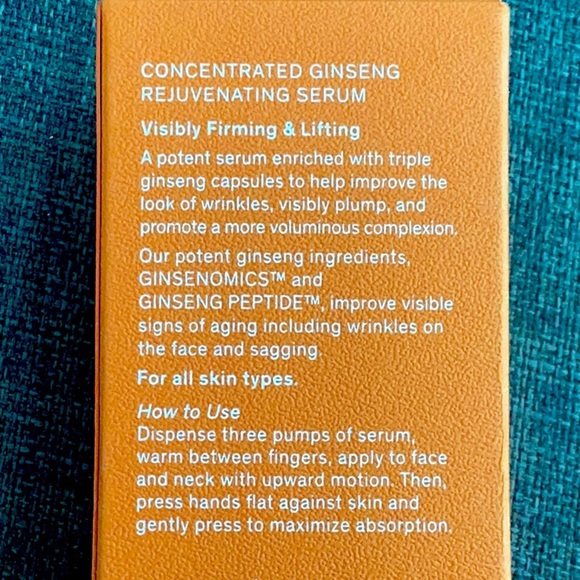 CONCENTRATED GINSENG
REJUVENATING SERUM
Visibly Firming & Lifting
A potent serum enriched with triple
ginseng capsules to help improve the
look of wrinkles, visibly plump, and
promote a more voluminous complexion.
Our potent ginseng ingredients,
GINSENOMICS™ and
GINSENG PEPTIDE™, improve visible
signs of aging including wrinkles on
the face and sagging.
For all skin types.
How to Use
Dispense three pumps of serum,
warm between fingers, apply to face
and neck with upward motion. Then,
press hands flat against skin and
gently press to maximize absorption.